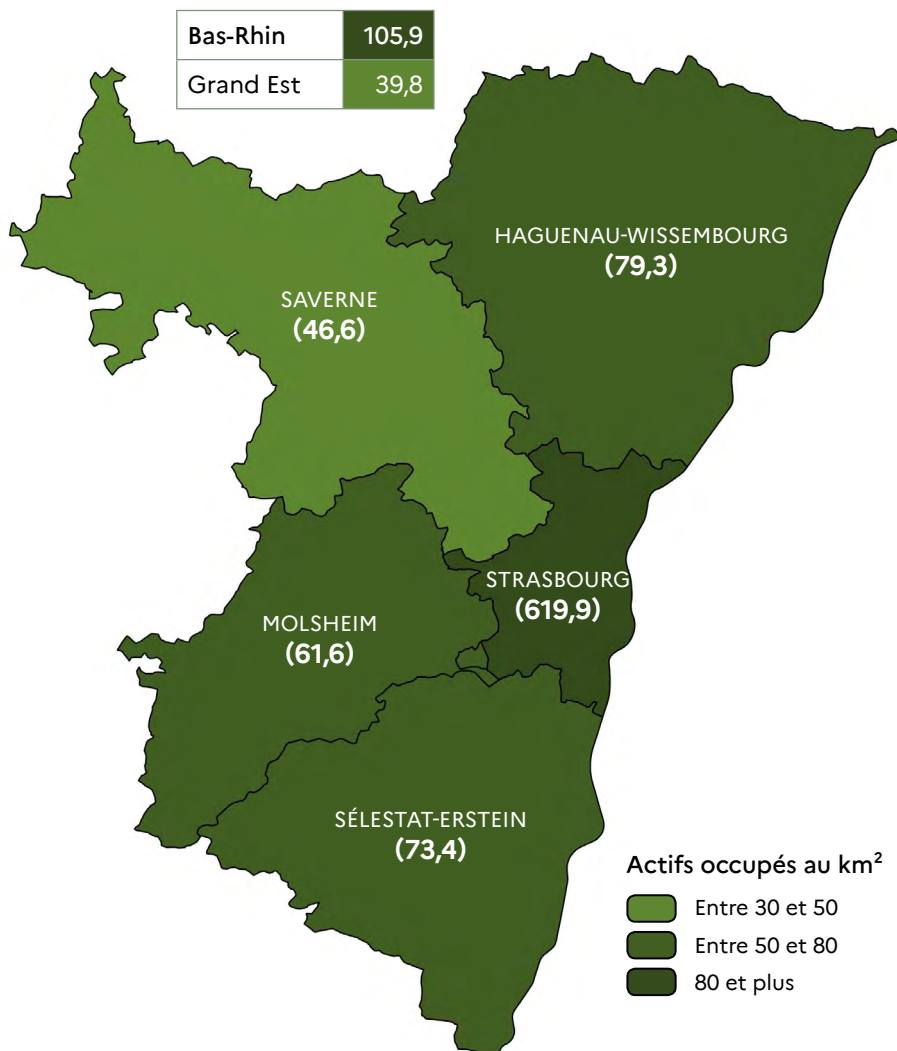 Bas-Rhin 105,9
Grand Est 39,8
HAGUENAU-WISSEMBOURG
(79,3)
SAVERNE
(46,6)
STRASBOURG
(619,9)
MOLSHEIM
(61,6)
SÉLESTAT-ERSTEIN
(73,4)
Actifs occupés au km²
Entre 30 et 50
Entre 50 et 80
80 et plus